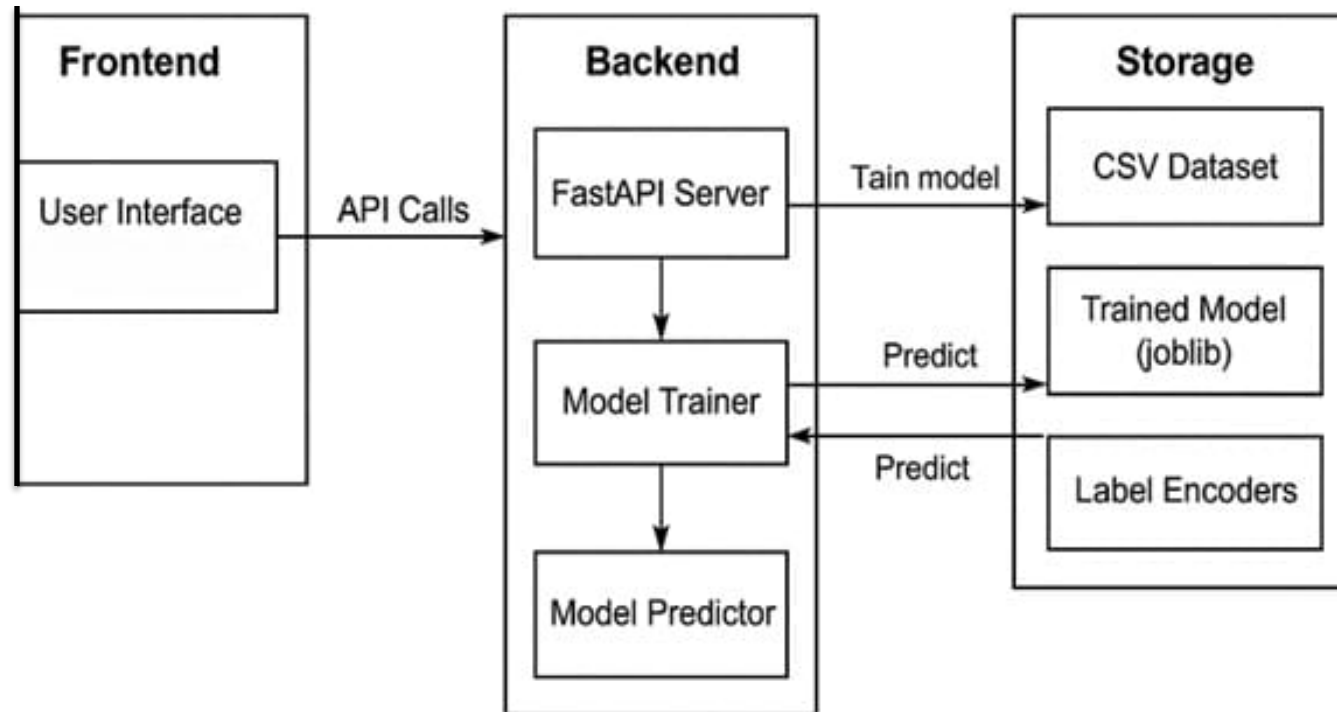 Frontend
User Interface
API Calls
Backend
FastAPI Server
Model Trainer
Model Predictor
Tain model
Predict
Predict
Storage
CSV Dataset
Trained Model
(joblib)
Label Encoders